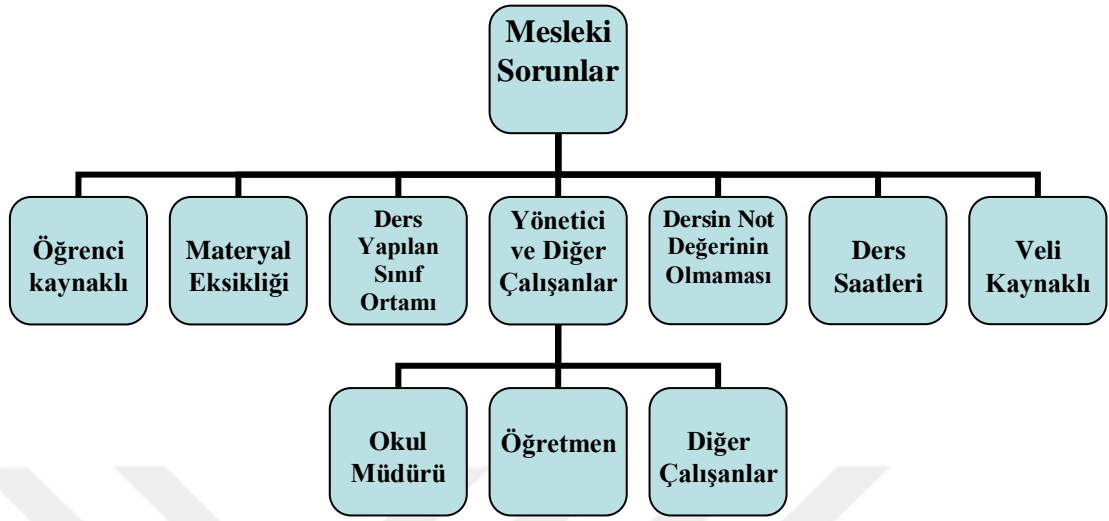 Mesleki
Sorunlar
Öğrenci
kaynaklı
Materyal
Eksikliği
Ders
Yapılan
Sınıf
Ortamı
Yönetici
ve Diğer
Çalışanlar
Dersin Not
Değerinin
Olmaması
Ders
Saatleri
Veli
Kaynaklı
Okul
Müdürü
Öğretmen
Diğer
Çalışanlar